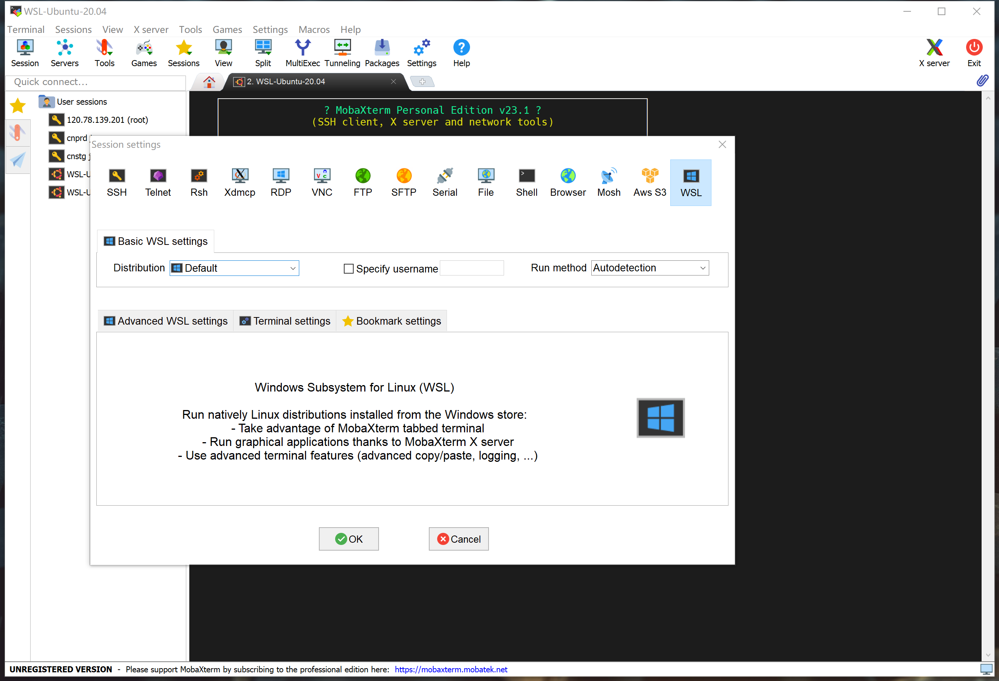 WSL-Ubuntu-20.04
Terminal Sessions View X server Tools Games Settings Macros Help
Session Servers Tools Games Sessions View Split MultiExec Tunneling Packages Settings Help X server Exit
Quick connect...
2. WSL-Ubuntu-20.04
User sessions
120.78.139.201 (root)
cnprd j
cnstg j
WSL-U
WSL-U
? MobaXterm Personal Edition v23.1 ?
(SSH client, X server and network tools)
Session settings
SSH Telnet Rsh Xdmcp RDP VNC FTP SFTP Serial File Shell Browser Mosh Aws S3 WSL
Basic WSL settings
Distribution Default Specify username Run method Autodetection
Advanced WSL settings Terminal settings Bookmark settings
Windows Subsystem for Linux (WSL)
Run natively Linux distributions installed from the Windows store:
- Take advantage of MobaXterm tabbed terminal
- Run graphical applications thanks to MobaXterm X server
- Use advanced terminal features (advanced copy/paste, logging, ...)
OK Cancel
UNREGISTERED VERSION - Please support MobaXterm by subscribing to the professional edition here: https://mobaxterm.mobatek.net